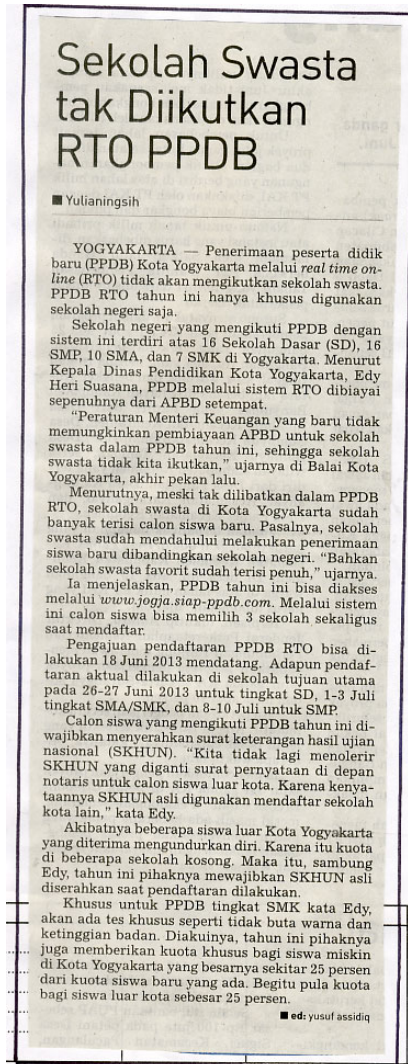 Sekolah Swasta
tak Diikutkan
RTO PPDB
■ Yulianingsih
YOGYAKARTA — Penerimaan peserta didik
baru (PPDB) Kota Yogyakarta melalui real time on-
line (RTO) tidak akan mengikutkan sekolah swasta.
PPDB RTO tahun ini hanya khusus digunakan
sekolah negeri saja.
Sekolah negeri yang mengikuti PPDB dengan
sistem ini terdiri atas 16 Sekolah Dasar (SD), 16
SMP, 10 SMA, dan 7 SMK di Yogyakarta. Menurut
Kepala Dinas Pendidikan Kota Yogyakarta, Edy
Heri Suasana, PPDB melalui sistem RTO dibiayai
sepenuhnya dari APBD setempat.
"Peraturan Menteri Keuangan yang baru tidak
memungkinkan pembiayaan APBD untuk sekolah
swasta dalam PPDB tahun ini, sehingga sekolah
swasta tidak kita ikutkan," ujarnya di Balai Kota
Yogyakarta, akhir pekan lalu.
Menurutnya, meski tak dilibatkan dalam PPDB
RTO, sekolah swasta di Kota Yogyakarta sudah
banyak terisi calon siswa baru. Pasalnya, sekolah
swasta sudah mendahului melakukan penerimaan
siswa baru dibandingkan sekolah negeri. "Bahkan
sekolah swasta favorit sudah terisi penuh," ujarnya.
Ia menjelaskan, PPDB tahun ini bisa diakses
melalui www.jogja.siap-ppdb.com. Melalui sistem
ini calon siswa bisa memilih 3 sekolah sekaligus
saat mendaftar.
Pengajuan pendaftaran PPDB RTO bisa di-
lakukan 18 Juni 2013 mendatang. Adapun pendaf-
taran aktual dilakukan di sekolah tujuan utama
pada 26-27 Juni 2013 untuk tingkat SD, 1-3 Juli
tingkat SMA/SMK, dan 8-10 Juli untuk SMP.
Calon siswa yang mengikuti PPDB tahun ini di-
wajibkan menyerahkan surat keterangan hasil ujian
nasional (SKHUN). "Kita tidak lagi menolerir
SKHUN yang diganti surat pernyataan di depan
notaris untuk calon siswa luar kota. Karena kenya-
taannya SKHUN asli digunakan mendaftar sekolah
kota lain," kata Edy.
Akibatnya beberapa siswa luar Kota Yogyakarta
yang diterima mengundurkan diri. Karena itu kuota
di beberapa sekolah kosong. Maka itu, sambung
Edy, tahun ini pihaknya mewajibkan SKHUN asli
diserahkan saat pendaftaran dilakukan.
Khusus untuk PPDB tingkat SMK kata Edy,
akan ada tes khusus seperti tidak buta warna dan
ketinggian badan. Diakuinya, tahun ini pihaknya
juga memberikan kuota khusus bagi siswa miskin
di Kota Yogyakarta yang besarnya sekitar 25 persen
dari kuota siswa baru yang ada. Begitu pula kuota
bagi siswa luar kota sebesar 25 persen.
■ ed: yusuf assidiq